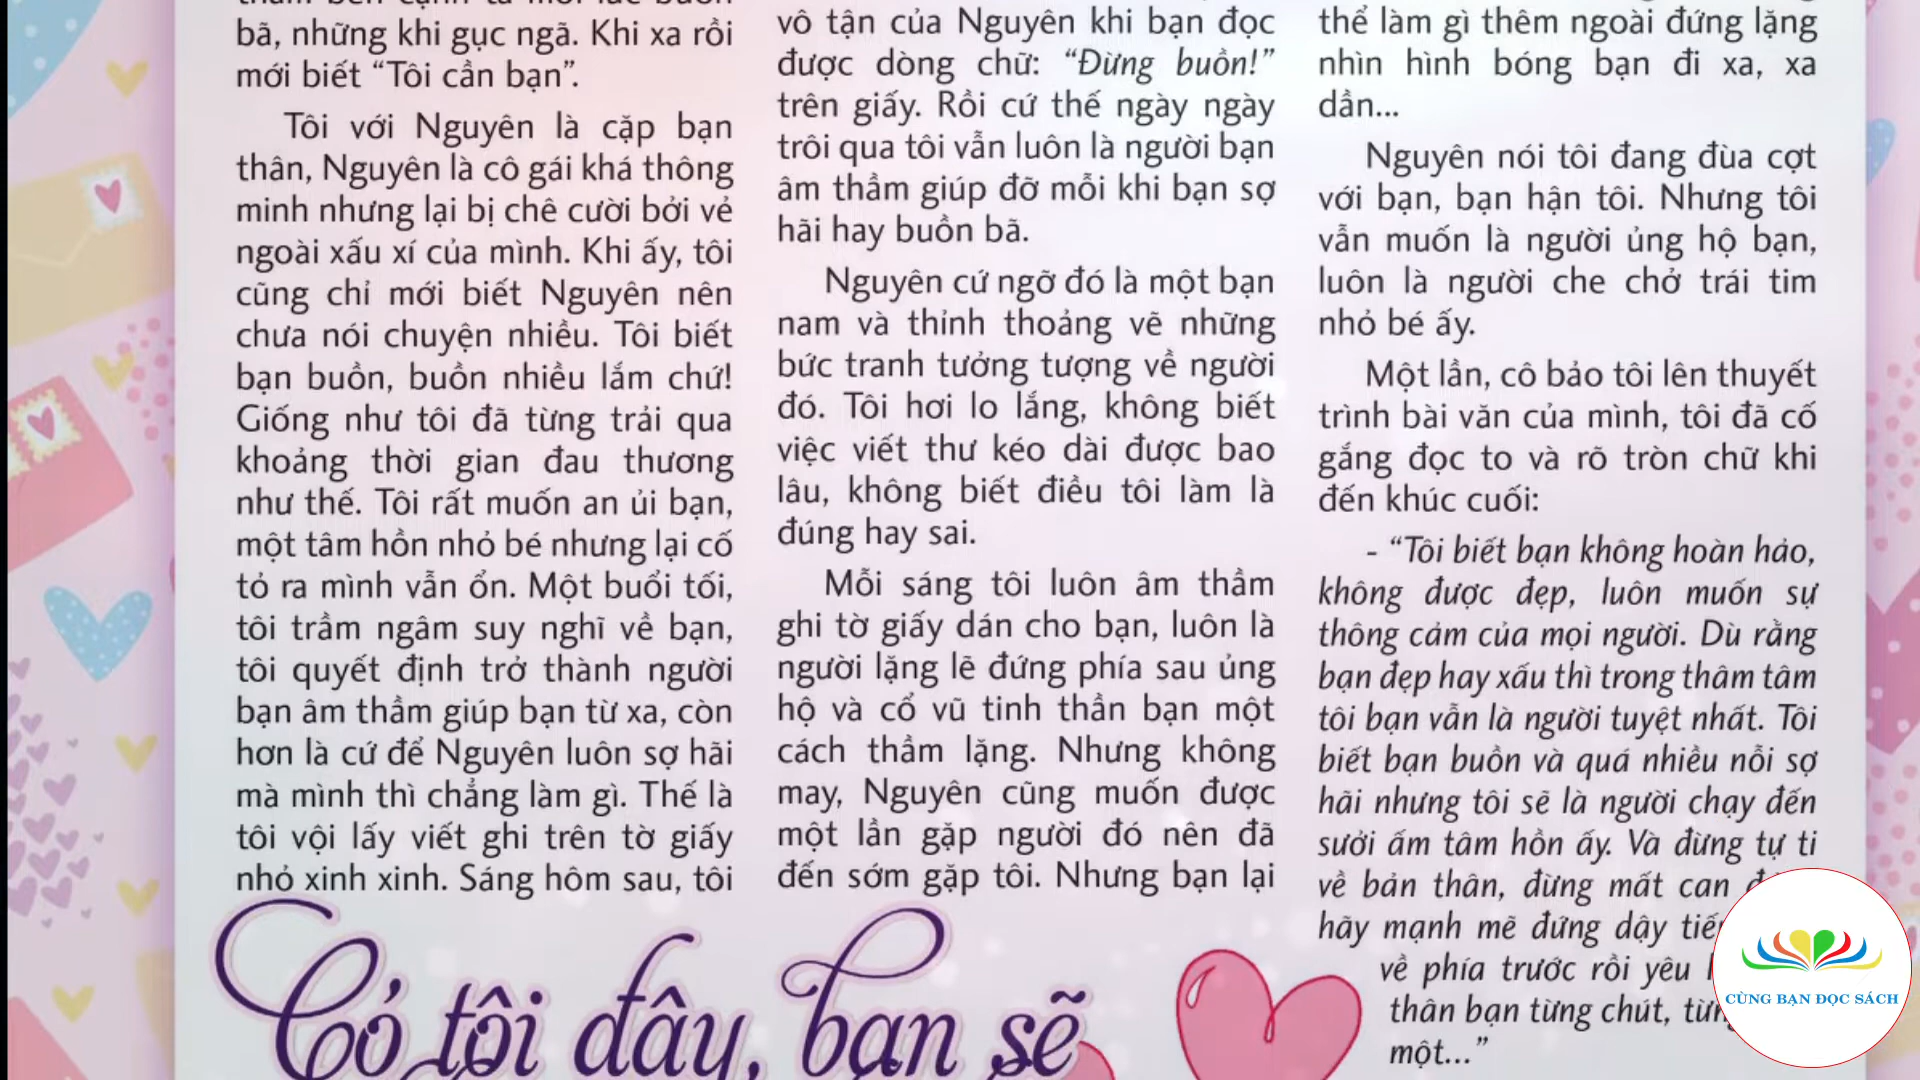 bã, những khi gục ngã. Khi xa rồi
mới biết “Tôi cần bạn”.
Tôi với Nguyên là cặp bạn
thân, Nguyên là cô gái khá thông
minh nhưng lại bị chê cười bởi vẻ
ngoài xấu xí của mình. Khi ấy, tôi
cũng chỉ mới biết Nguyên nên
chưa nói chuyện nhiều. Tôi biết
bạn buồn, buồn nhiều lắm chứ!
Giống như tôi đã từng trải qua
khoảng thời gian đau thương
như thế. Tôi rất muốn an ủi bạn,
một tâm hồn nhỏ bé nhưng lại cố
tỏ ra mình vẫn ổn. Một buổi tối,
tôi trầm ngâm suy nghĩ về bạn,
tôi quyết định trở thành người
bạn âm thầm giúp bạn từ xa, còn
hơn là cứ để Nguyên luôn sợ hãi
mà mình thì chẳng làm gì. Thế là
tôi vội lấy viết ghi trên tờ giấy
nhỏ xinh xinh. Sáng hôm sau, tôi
vô tận của Nguyên khi bạn đọc
được dòng chữ: “Đừng buồn!”
trên giấy. Rồi cứ thế ngày ngày
trôi qua tôi vẫn luôn là người bạn
âm thầm giúp đỡ mỗi khi bạn sợ
hãi hay buồn bã.
Nguyên cứ ngỡ đó là một bạn
nam và thỉnh thoảng vẽ những
bức tranh tưởng tượng về người
đó. Tôi hơi lo lắng, không biết
việc viết thư kéo dài được bao
lâu, không biết điều tôi làm là
đúng hay sai.
Mỗi sáng tôi luôn âm thầm
ghi tờ giấy dán cho bạn, luôn là
người lặng lẽ đứng phía sau ủng
hộ và cổ vũ tinh thần bạn một
cách thầm lặng. Nhưng không
may, Nguyên cũng muốn được
một lần gặp người đó nên đã
đến sớm gặp tôi. Nhưng bạn lại
thể làm gì thêm ngoài đứng lặng
nhìn hình bóng bạn đi xa, xa
dần...
Nguyên nói tôi đang đùa cợt
với bạn, bạn hận tôi. Nhưng tôi
vẫn muốn là người ủng hộ bạn,
luôn là người che chở trái tim
nhỏ bé ấy.
Một lần, cô bảo tôi lên thuyết
trình bài văn của mình, tôi đã cố
gắng đọc to và rõ tròn chữ khi
đến khúc cuối:
- “Tôi biết bạn không hoàn hảo,
không được đẹp, luôn muốn sự
thông cảm của mọi người. Dù rằng
bạn đẹp hay xấu thì trong thâm tâm
tôi bạn vẫn là người tuyệt nhất. Tôi
biết bạn buồn và quá nhiều nỗi sợ
hãi nhưng tôi sẽ là người chạy đến
sưởi ấm tâm hồn ấy. Và đừng tự ti
về bản thân, đừng mất can
hãy mạnh mẽ đứng dậy
về phía trước rồi yêu
thân bạn từng chút,
một...”
Có tôi đây, bạn sẽ
CÙNG BẠN ĐỌC SÁCH